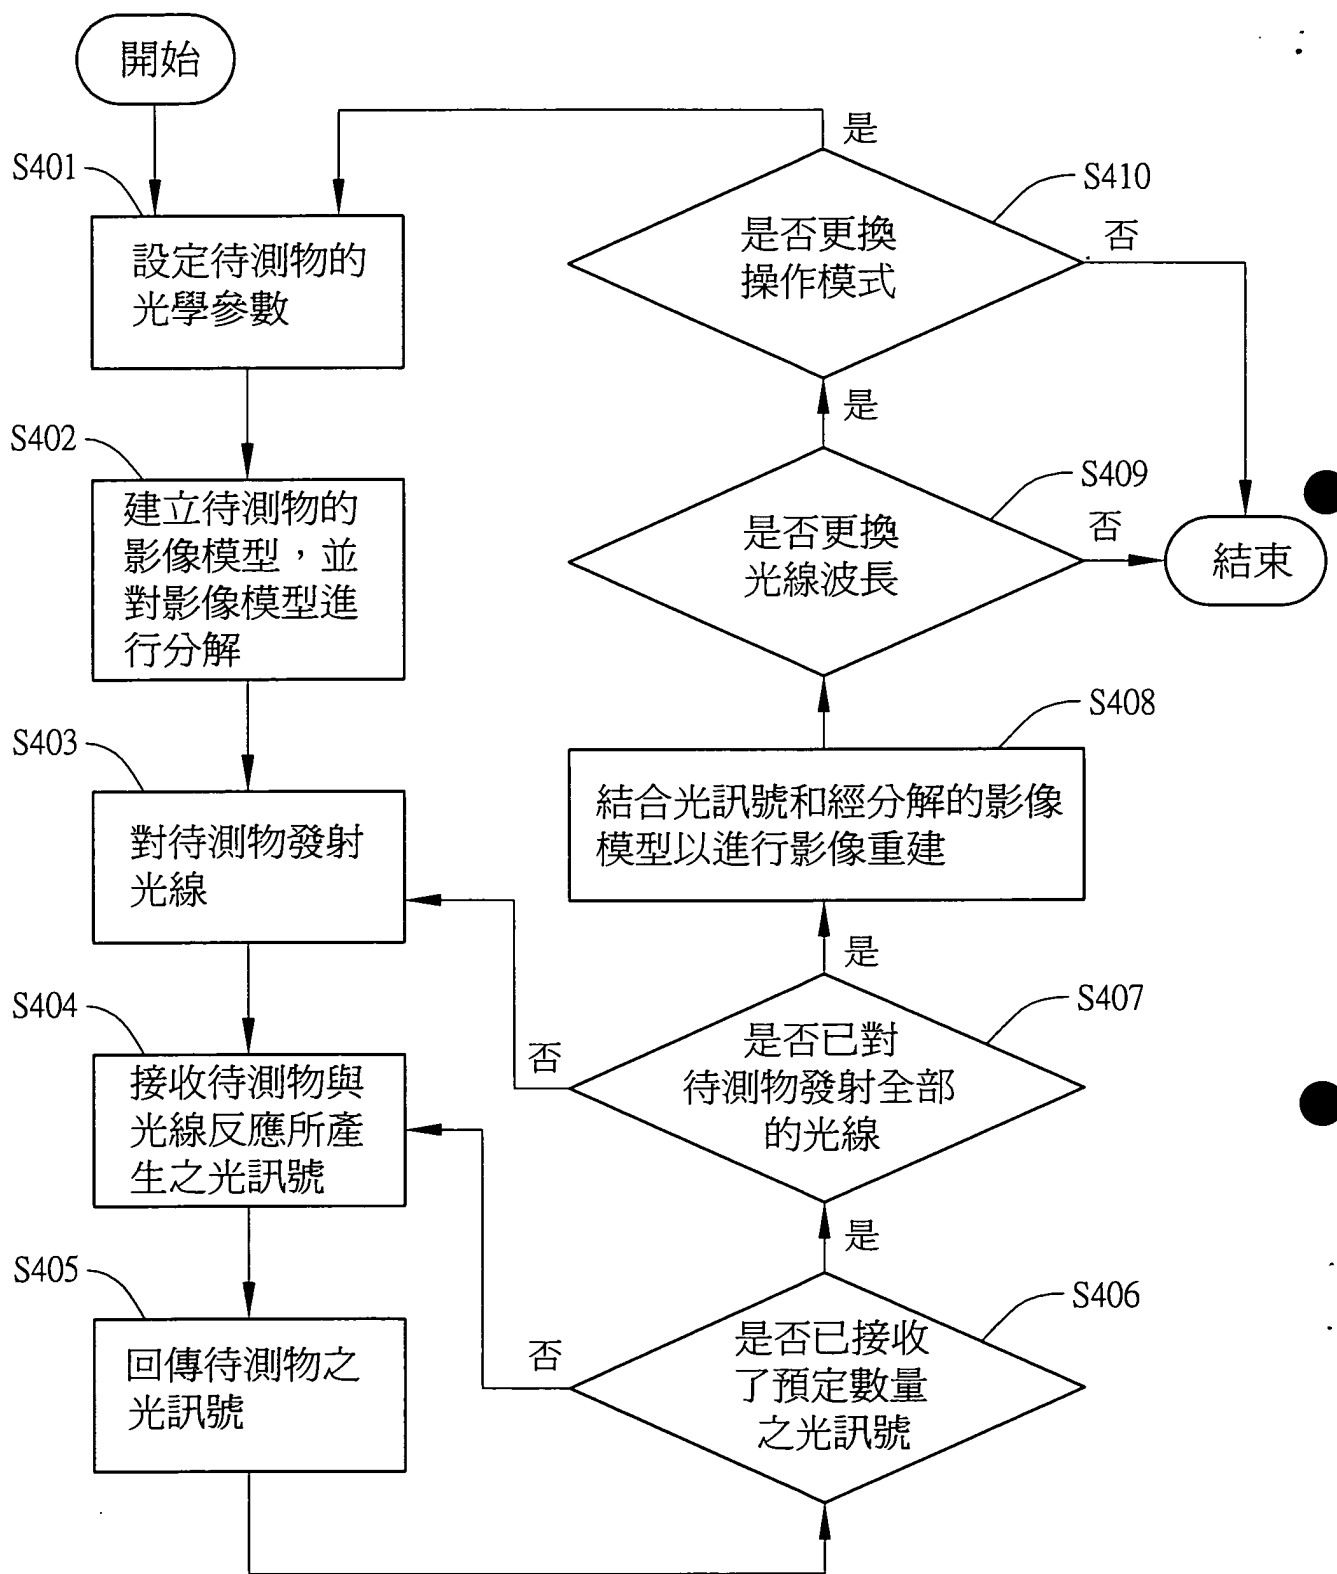 開始
S401
設定待測物的
光學參數
S402
建立待測物的
影像模型，並
對影像模型進
行分解
S403
對待測物發射
光線
S404
接收待測物與
光線反應所產
生之光訊號
S405
回傳待測物之
光訊號
S406
是否已接收
了預定數量
之光訊號
否
是
S407
是否已對
待測物發射全部
的光線
否
是
S408
結合光訊號和經分解的影像
模型以進行影像重建
S409
是否更換
光線波長
否
是
S410
是否更換
操作模式
是
否
結束